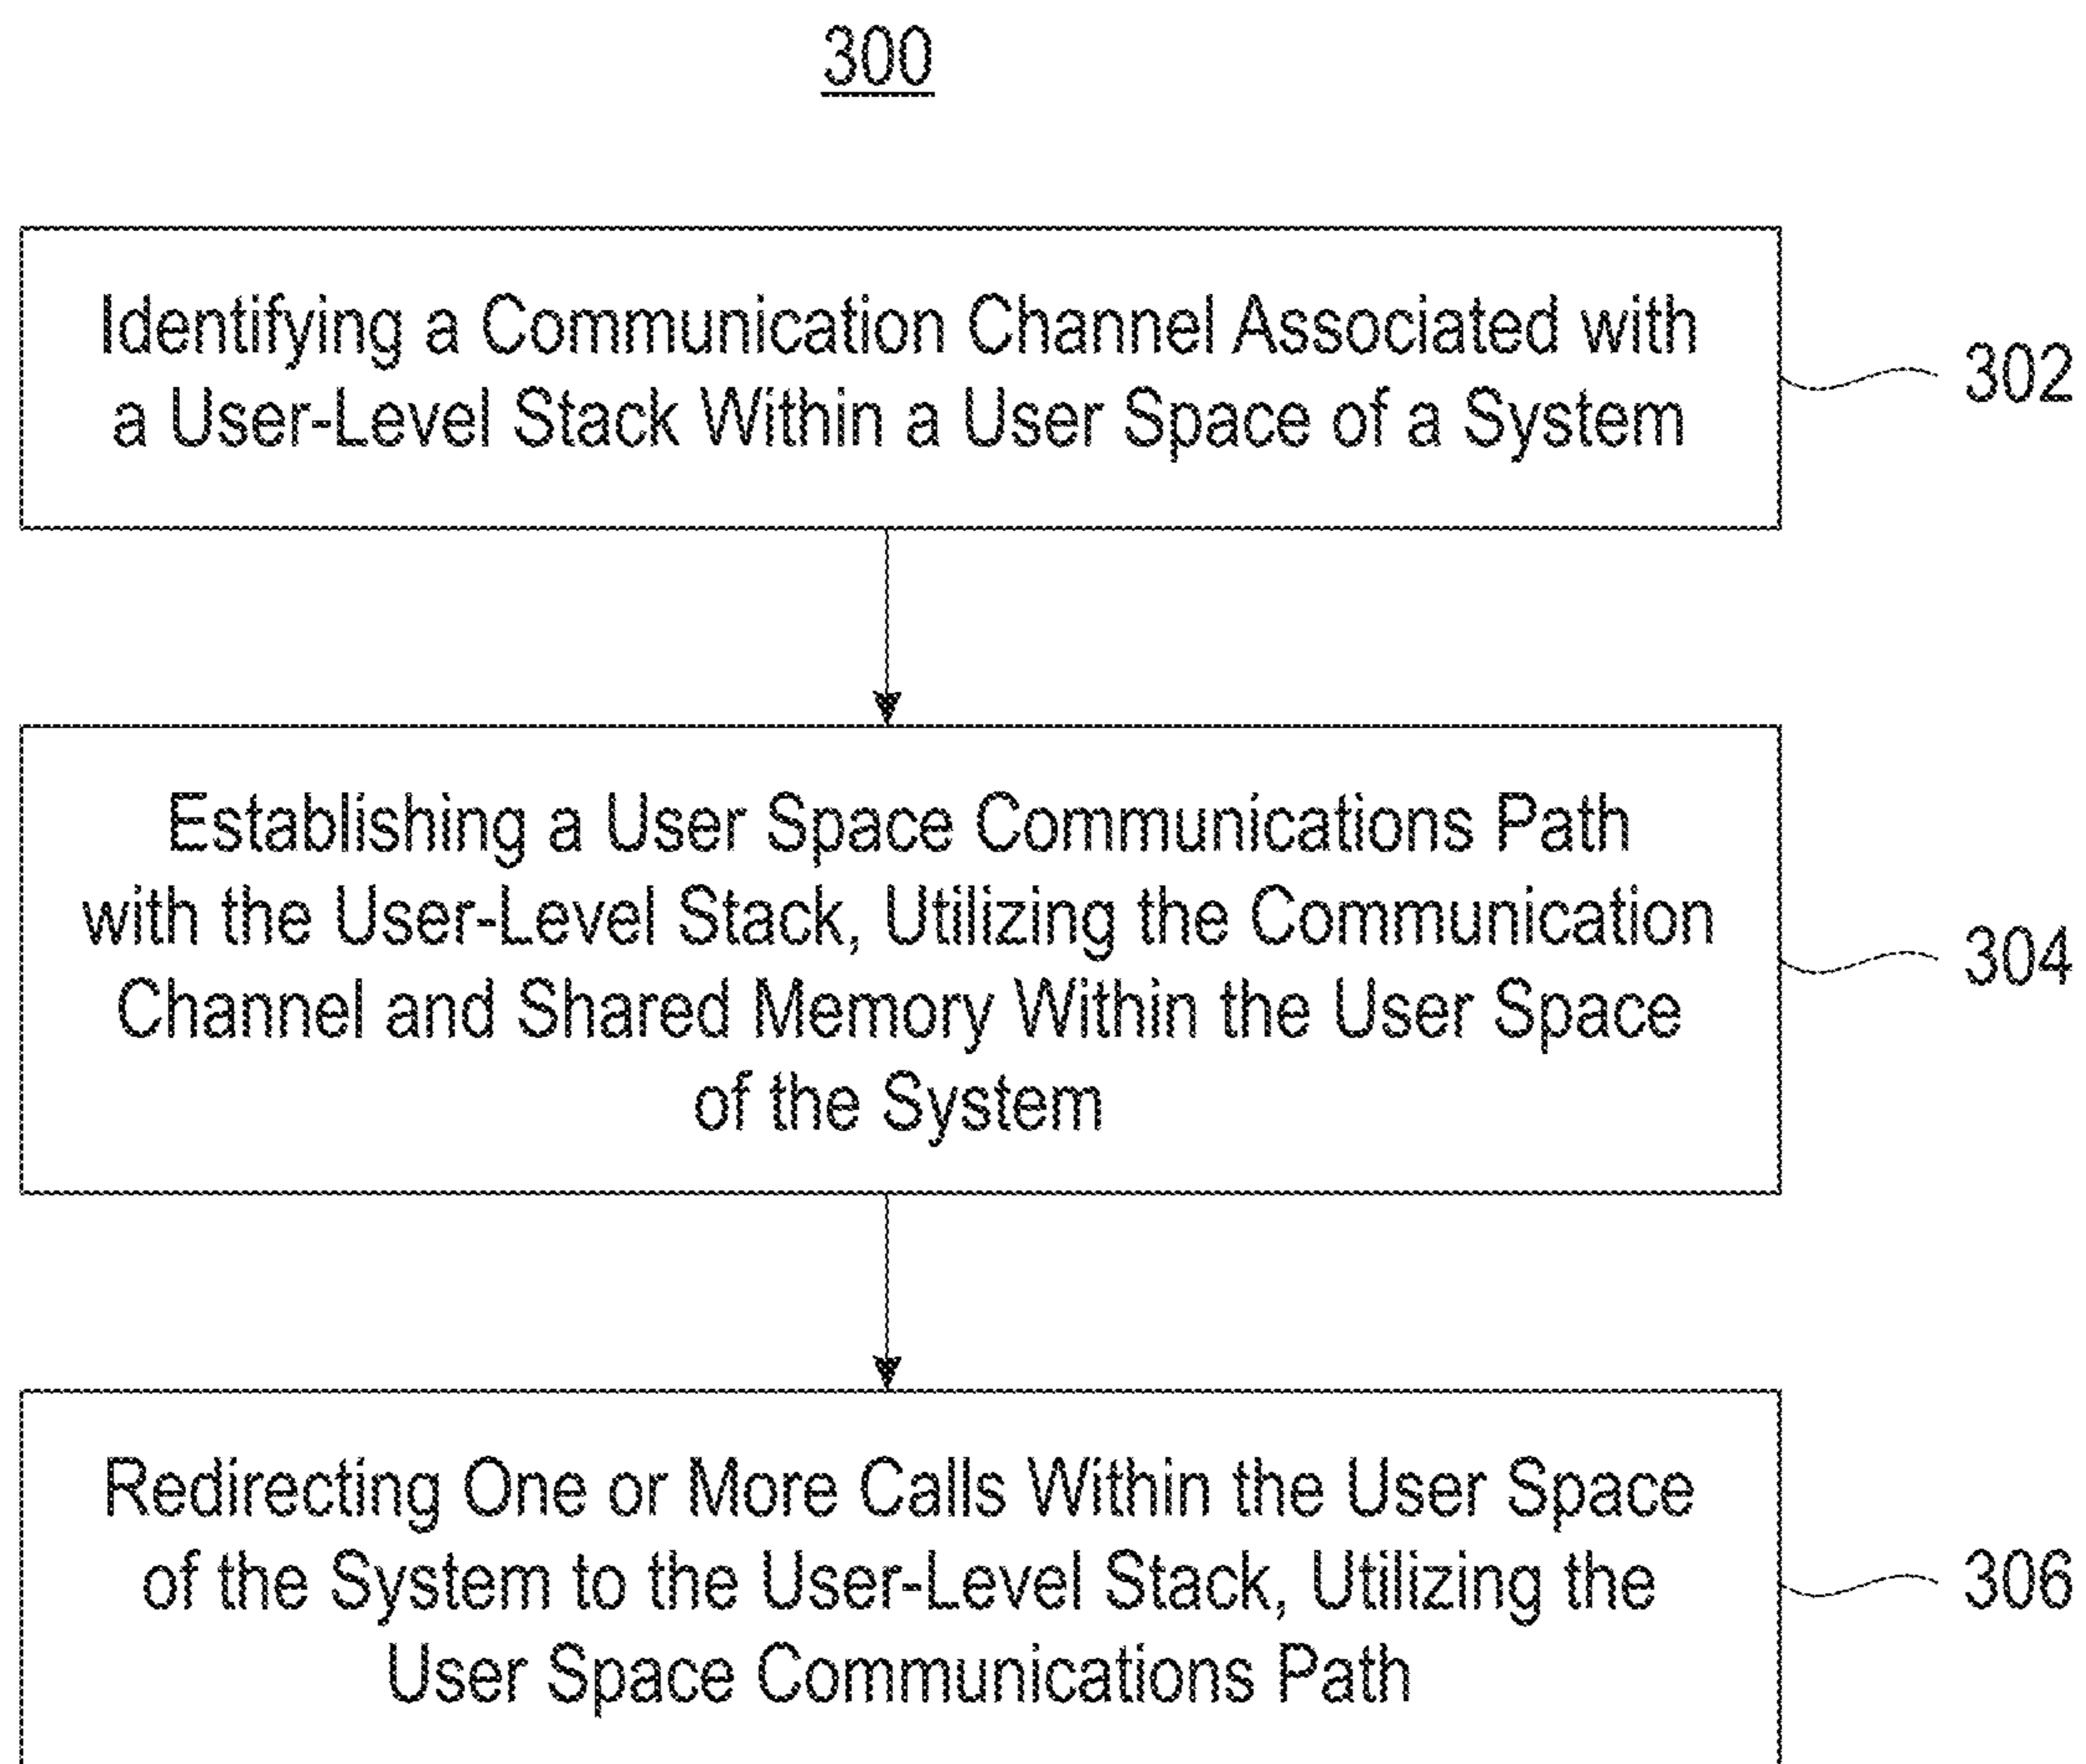 300
Identifying a Communication Channel Associated with
a User-Level Stack Within a User Space of a System
302
Establishing a User Space Communications Path
with the User-Level Stack, Utilizing the Communication
Channel and Shared Memory Within the User Space
of the System
304
Redirecting One or More Calls Within the User Space
of the System to the User-Level Stack, Utilizing the
User Space Communications Path
306